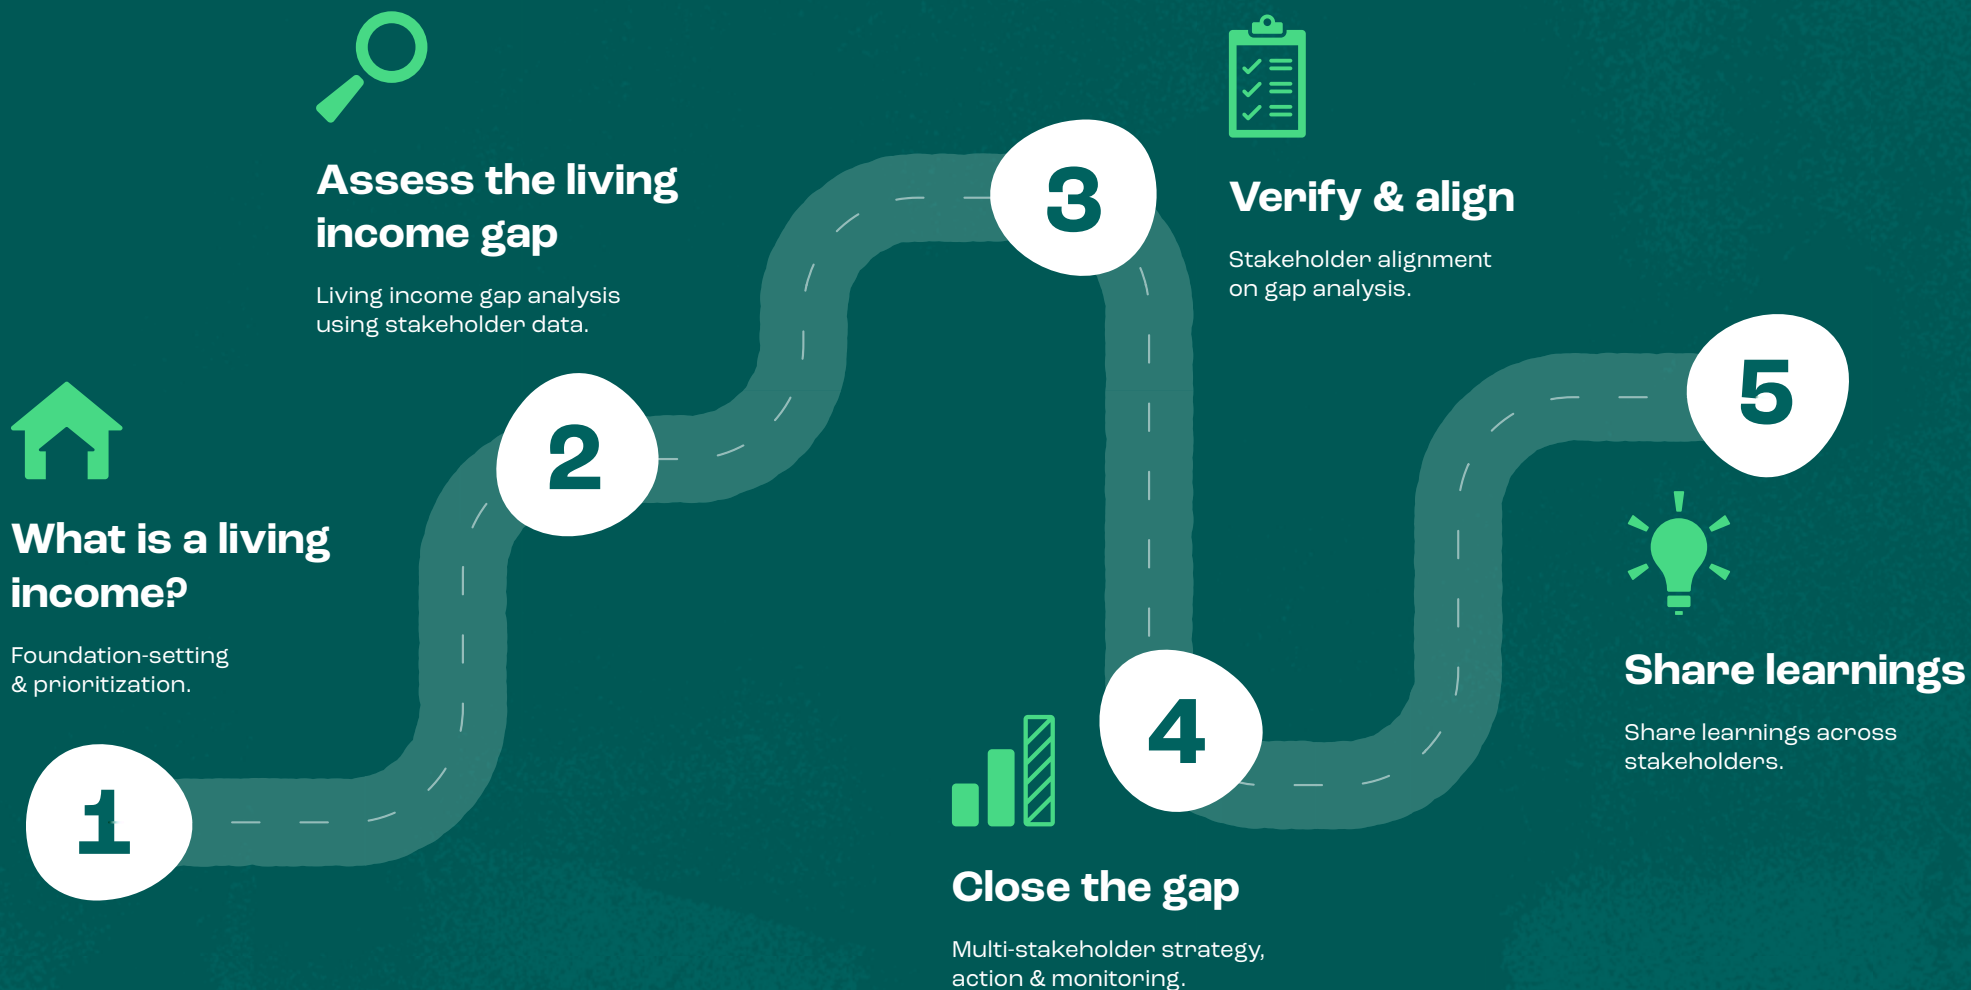 1
What is a living
income?
Foundation-setting
& prioritization.
2
Assess the living
income gap
Living income gap analysis
using stakeholder data.
3
Verify & align
Stakeholder alignment
on gap analysis.
4
Close the gap
Multi-stakeholder strategy,
action & monitoring.
5
Share learnings
Share learnings across
stakeholders.